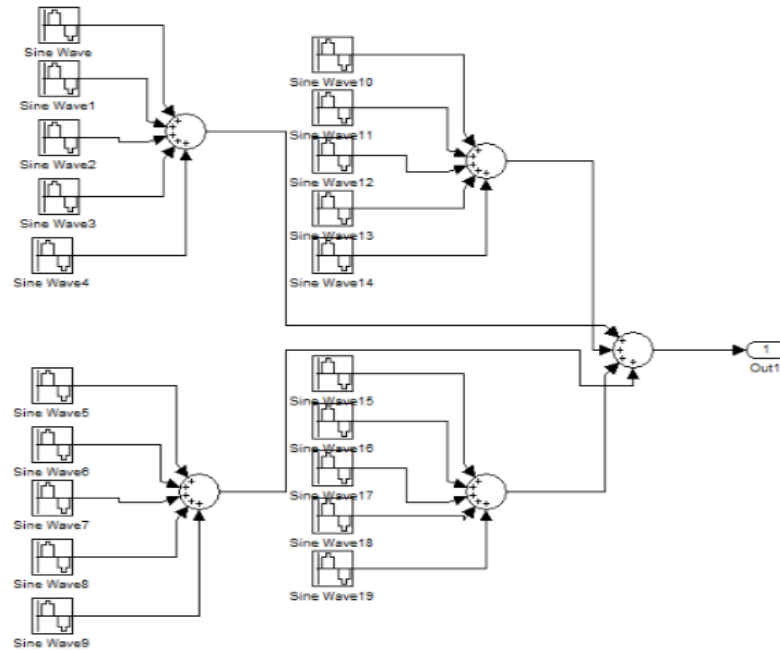 Sine Wave
Sine Wave1
Sine Wave2
Sine Wave3
Sine Wave4
Sine Wave10
Sine Wave11
Sine Wave12
Sine Wave13
Sine Wave14
1
Out1
Sine Wave5
Sine Wave6
Sine Wave7
Sine Wave8
Sine Wave9
Sine Wave15
Sine Wave16
Sine Wave17
Sine Wave18
Sine Wave19